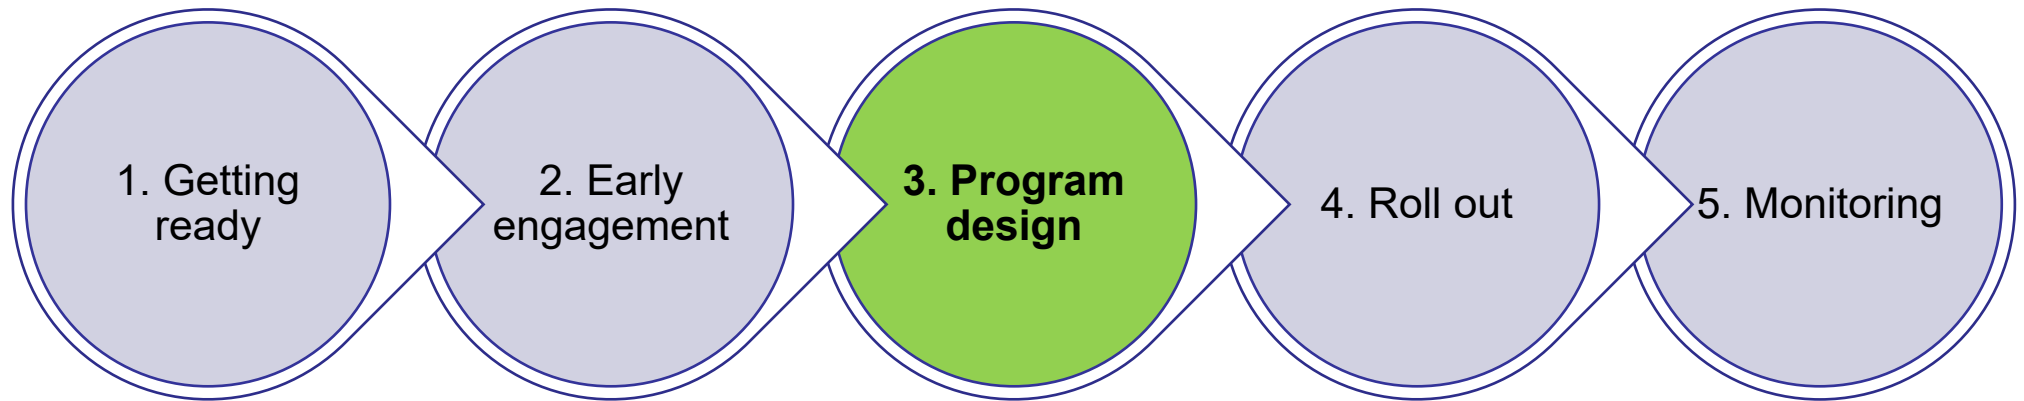 1. Getting
ready
2. Early
engagement
3. Program
design
4. Roll out
5. Monitoring